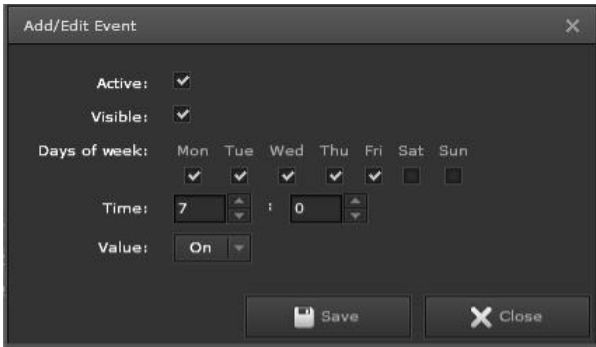 Add/Edit Event
Active:
Visible:
Days of week: Mon Tue Wed Thu Fri Sat Sun
Time: 7 : 0
Value: On
Save Close